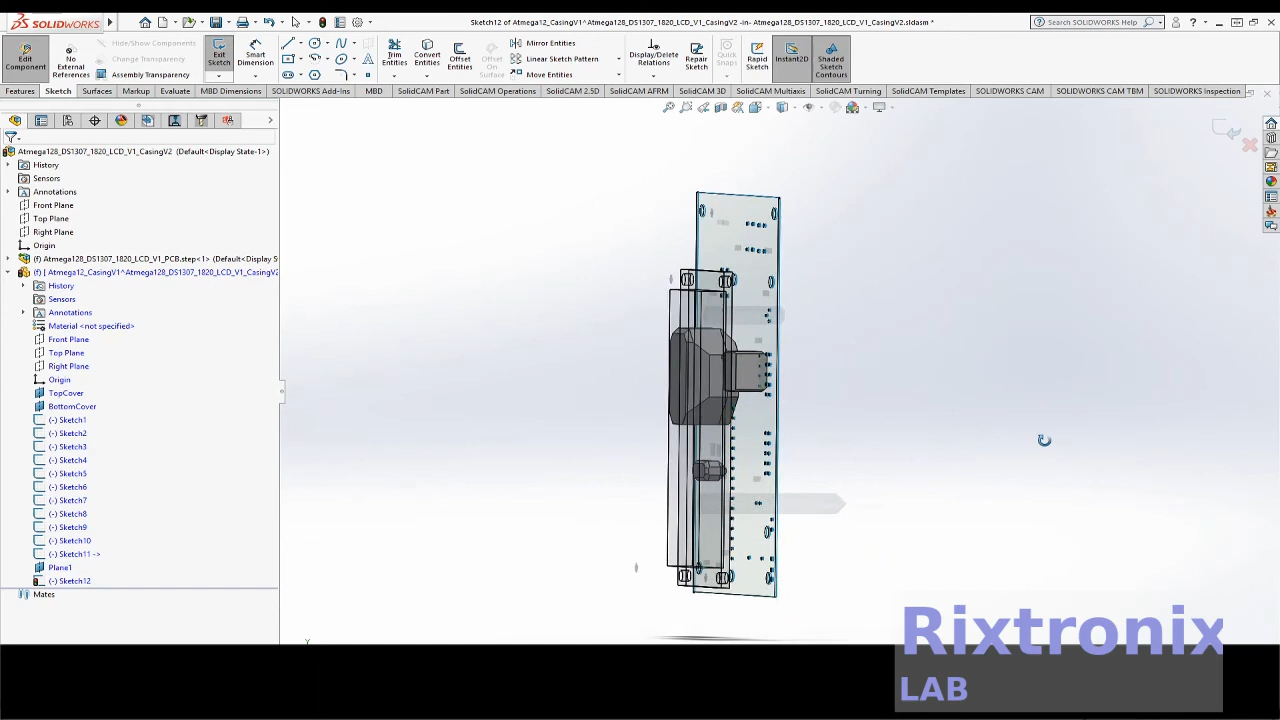 SOLIDWORKS
Sketch12 of Atmega12_CasingV1^Atmega128_DS1307_1820_LCD_V1_CasingV2 -in- Atmega128_DS1307_1820_LCD_V1_CasingV2.sldasm *
Search SOLIDWORKS Help
Edit Component
No External References
Hide/Show Components
Change Transparency
Assembly Transparency
Exit Sketch
Smart Dimension
Trim Entities
Convert Entities
Offset Entities
Offset On Surface
Mirror Entities
Linear Sketch Pattern
Move Entities
Display/Delete Relations
Repair Sketch
Quick Snaps
Rapid Sketch
Instant2D
Shaded Sketch Contours
Features
Sketch
Surfaces
Markup
Evaluate
MBD Dimensions
SOLIDWORKS Add-Ins
MBD
SolidCAM Part
SolidCAM Operations
SolidCAM 2.5D
SolidCAM AFRM
SolidCAM 3D
SolidCAM Multiaxis
SolidCAM Turning
SolidCAM Templates
SOLIDWORKS CAM
SOLIDWORKS CAM TBM
SOLIDWORKS Inspection
Atmega128_DS1307_1820_LCD_V1_CasingV2 (Default<Display State-1>)
History
Sensors
Annotations
Front Plane
Top Plane
Right Plane
Origin
(f) Atmega128_DS1307_1820_LCD_V1_PCB.step<1> (Default<Display S
(f) [ Atmega12_CasingV1^Atmega128_DS1307_1820_LCD_V1_CasingV2
History
Sensors
Annotations
Material <not specified>
Front Plane
Top Plane
Right Plane
Origin
TopCover
BottomCover
(-) Sketch1
(-) Sketch2
(-) Sketch3
(-) Sketch4
(-) Sketch5
(-) Sketch6
(-) Sketch7
(-) Sketch8
(-) Sketch9
(-) Sketch10
(-) Sketch11 ->
Plane1
(-) Sketch12
Mates
Rixtronix
LAB